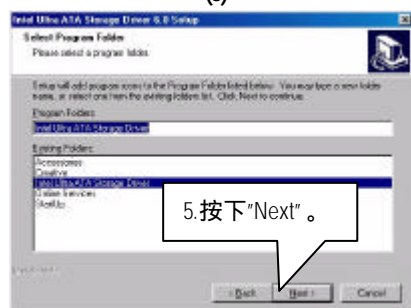 Intel Ultra ATA Storage Driver 6.0 Setup
Select Program Folder
Please select a program folder.
Setup will add program icons to the Program Folder listed below. You may type a new folder
name, or select one from the existing folders list. Click Next to continue.
Program Folders:
Intel Ultra ATA Storage Driver
Existing Folders:
Accessories
Creative
Intel Ultra ATA Storage Driver
Online Services
StartUp
5.按下"Next"。
< Back
Next >
Cancel